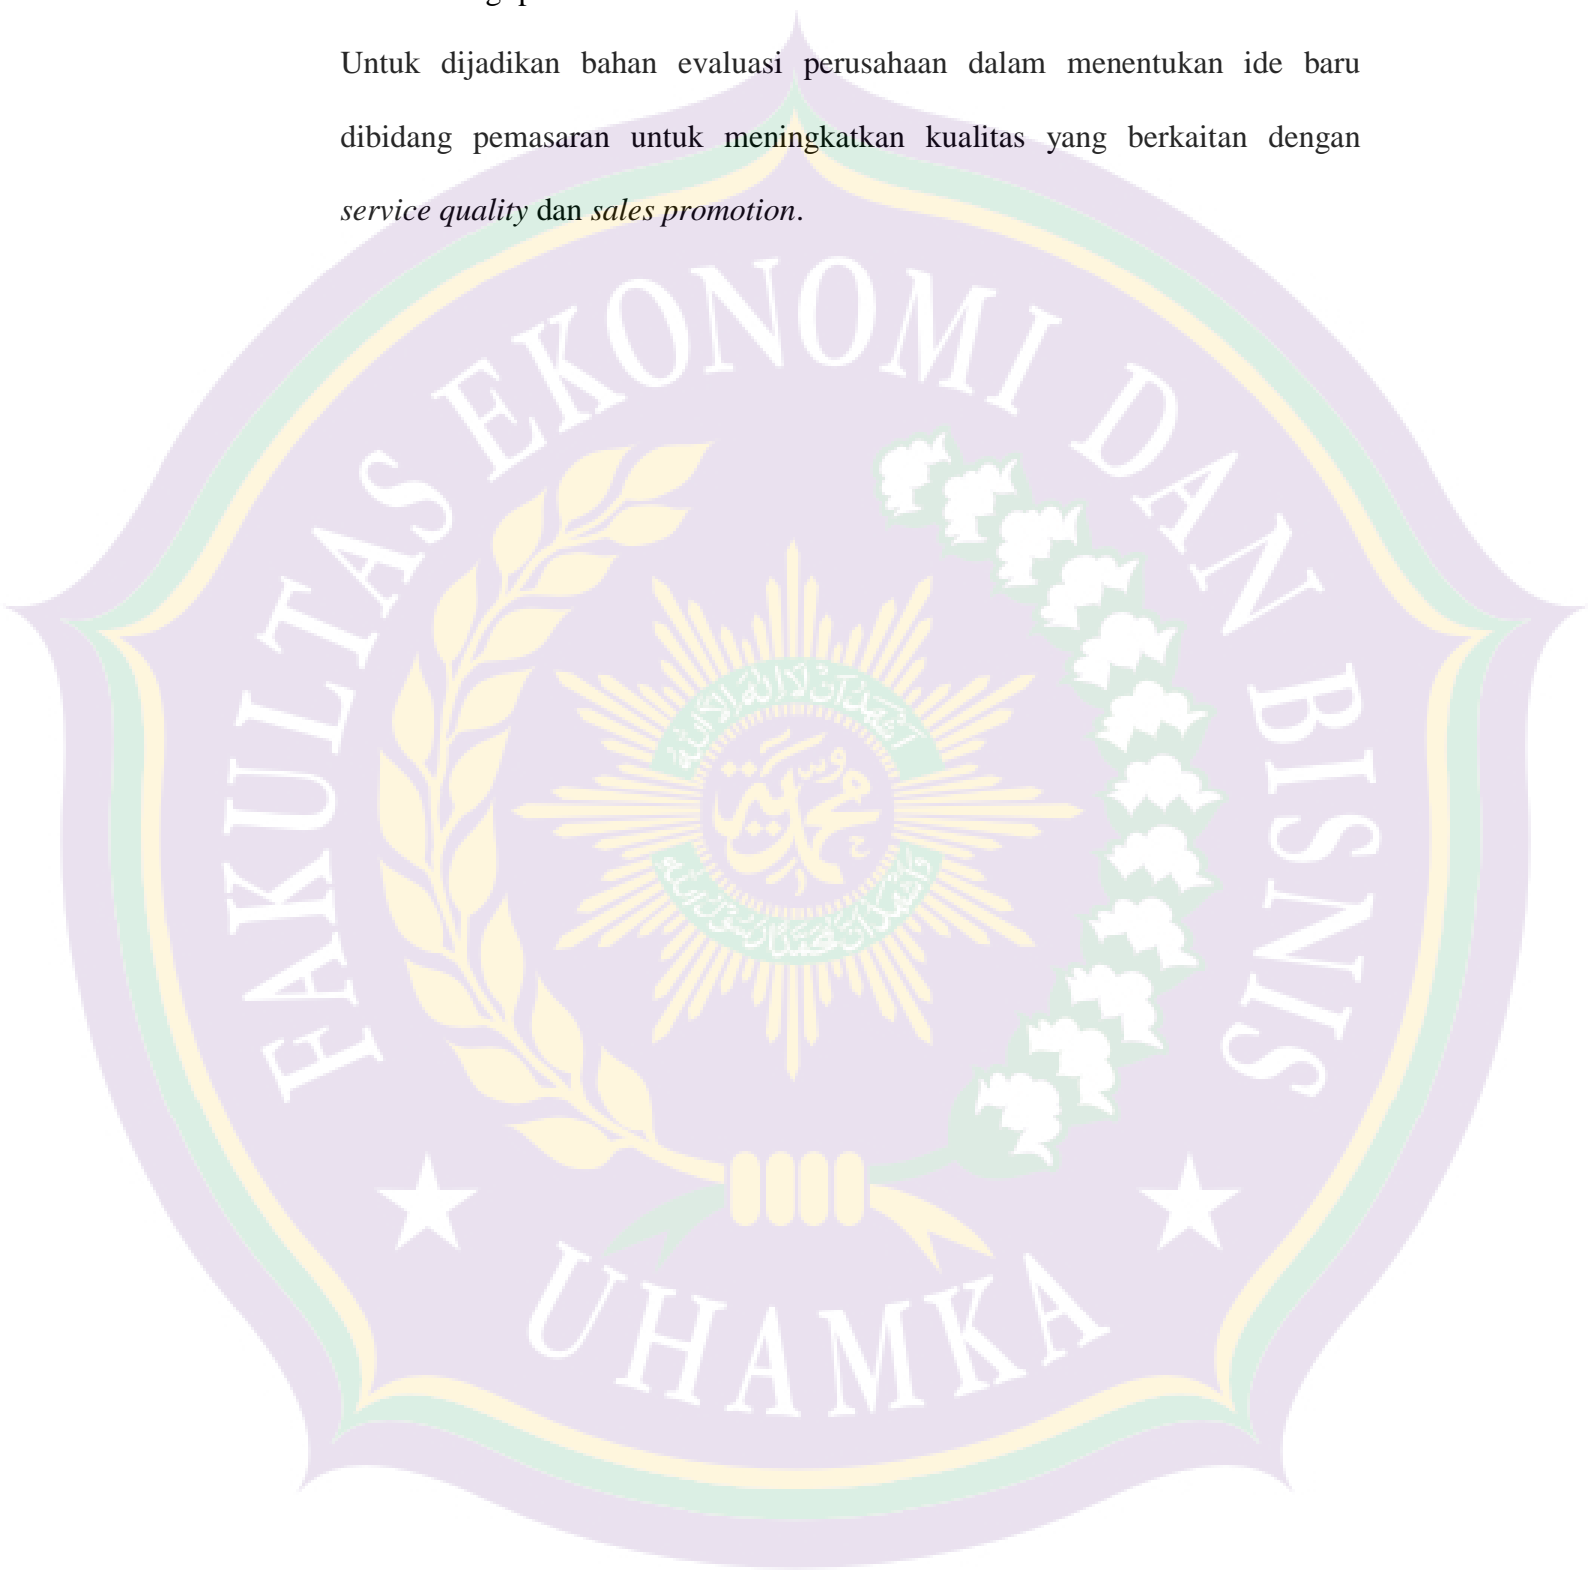 Untuk dijadikan bahan evaluasi perusahaan dalam menentukan ide baru
dibidang pemasaran untuk meningkatkan kualitas yang berkaitan dengan
service quality dan sales promotion.
FAKULTAS EKONOMI DAN BISNIS
محمدية
UHAMKA